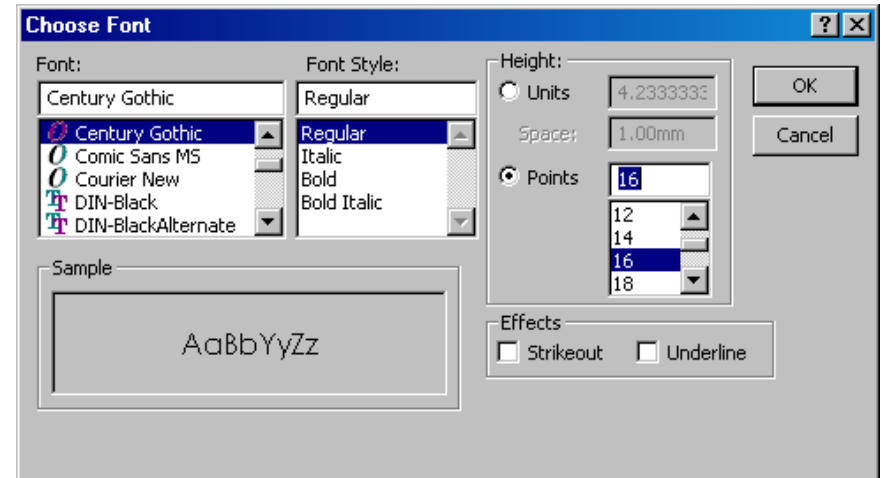 Choose Font
Font:
Century Gothic
Century Gothic
Comic Sans MS
Courier New
DIN-Black
DIN-BlackAlternate
Font Style:
Regular
Regular
Italic
Bold
Bold Italic
Height:
Units
4.2333333
Space:
1.00mm
Points
16
12
14
16
18
OK
Cancel
Sample
AaBbYyZz
Effects
Strikeout
Underline